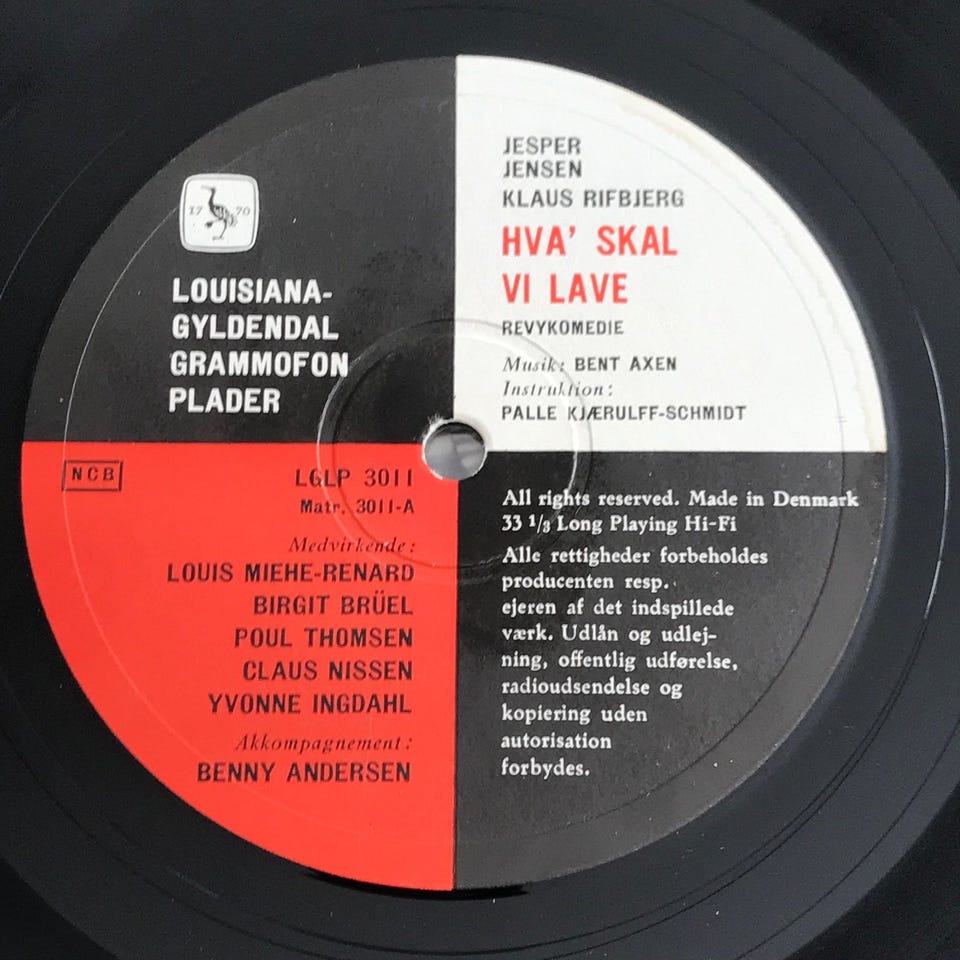 17 70
LOUISIANA-
GYLDENDAL
GRAMMOFON
PLADER
JESPER
JENSEN
KLAUS RIFBJERG
HVA' SKAL
VI LAVE
REVYKOMEDIE
Musik: BENT AXEN
Instruktion:
PALLE KJÆRULFF-SCHMIDT
NCB
LGLP 3011
Matr. 3011-A
Medvirkende:
LOUIS MIEHE-RENARD
BIRGIT BRÜEL
POUL THOMSEN
CLAUS NISSEN
YVONNE INGDAHL
Akkompagnement:
BENNY ANDERSEN
All rights reserved. Made in Denmark
33 1/3 Long Playing Hi-Fi
Alle rettigheder forbeholdes
producenten resp.
ejeren af det indspillede
værk. Udlån og udlej-
ning, offentlig udførelse,
radioudsendelse og
kopiering uden
autorisation
forbydes.